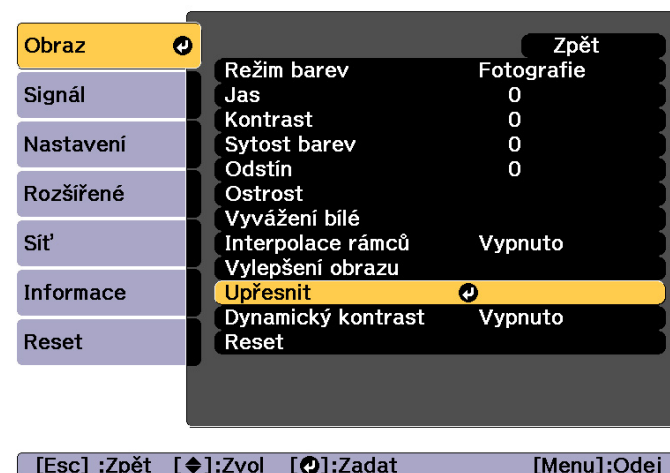 Obraz
Signál
Nastavení
Rozšířené
Síť
Informace
Reset
Zpět
Režim barev Fotografie
Jas 0
Kontrast 0
Sytost barev 0
Odstín 0
Ostrost
Vyvážení bílé
Interpolace rámců Vypnuto
Vylepšení obrazu
Upřesnit
Dynamický kontrast Vypnuto
Reset
[Esc] :Zpět [◆]:Zvol [↵]:Zadat [Menu]:Odej